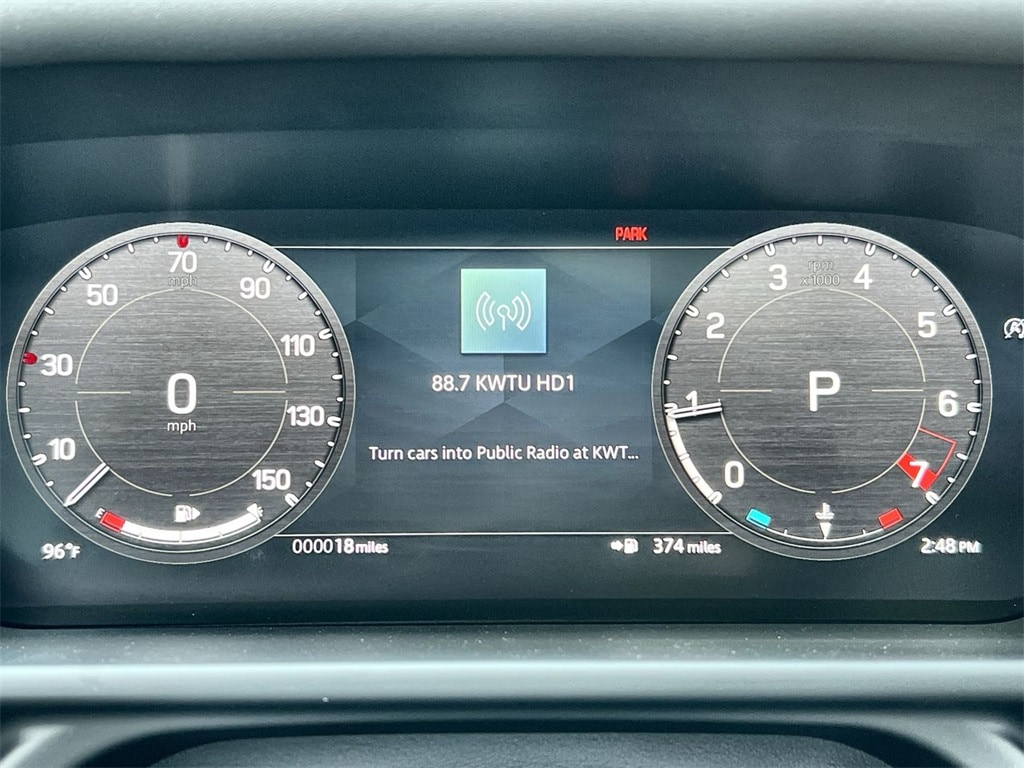 PARK
70
mph
50
90
30
110
0
mph
10
130
150
E
F
rpm
x1000
3
4
2
5
1
P
6
0
7
88.7 KWTU HD1
Turn cars into Public Radio at KWT...
96°F
000018 miles
374 miles
2:48 PM